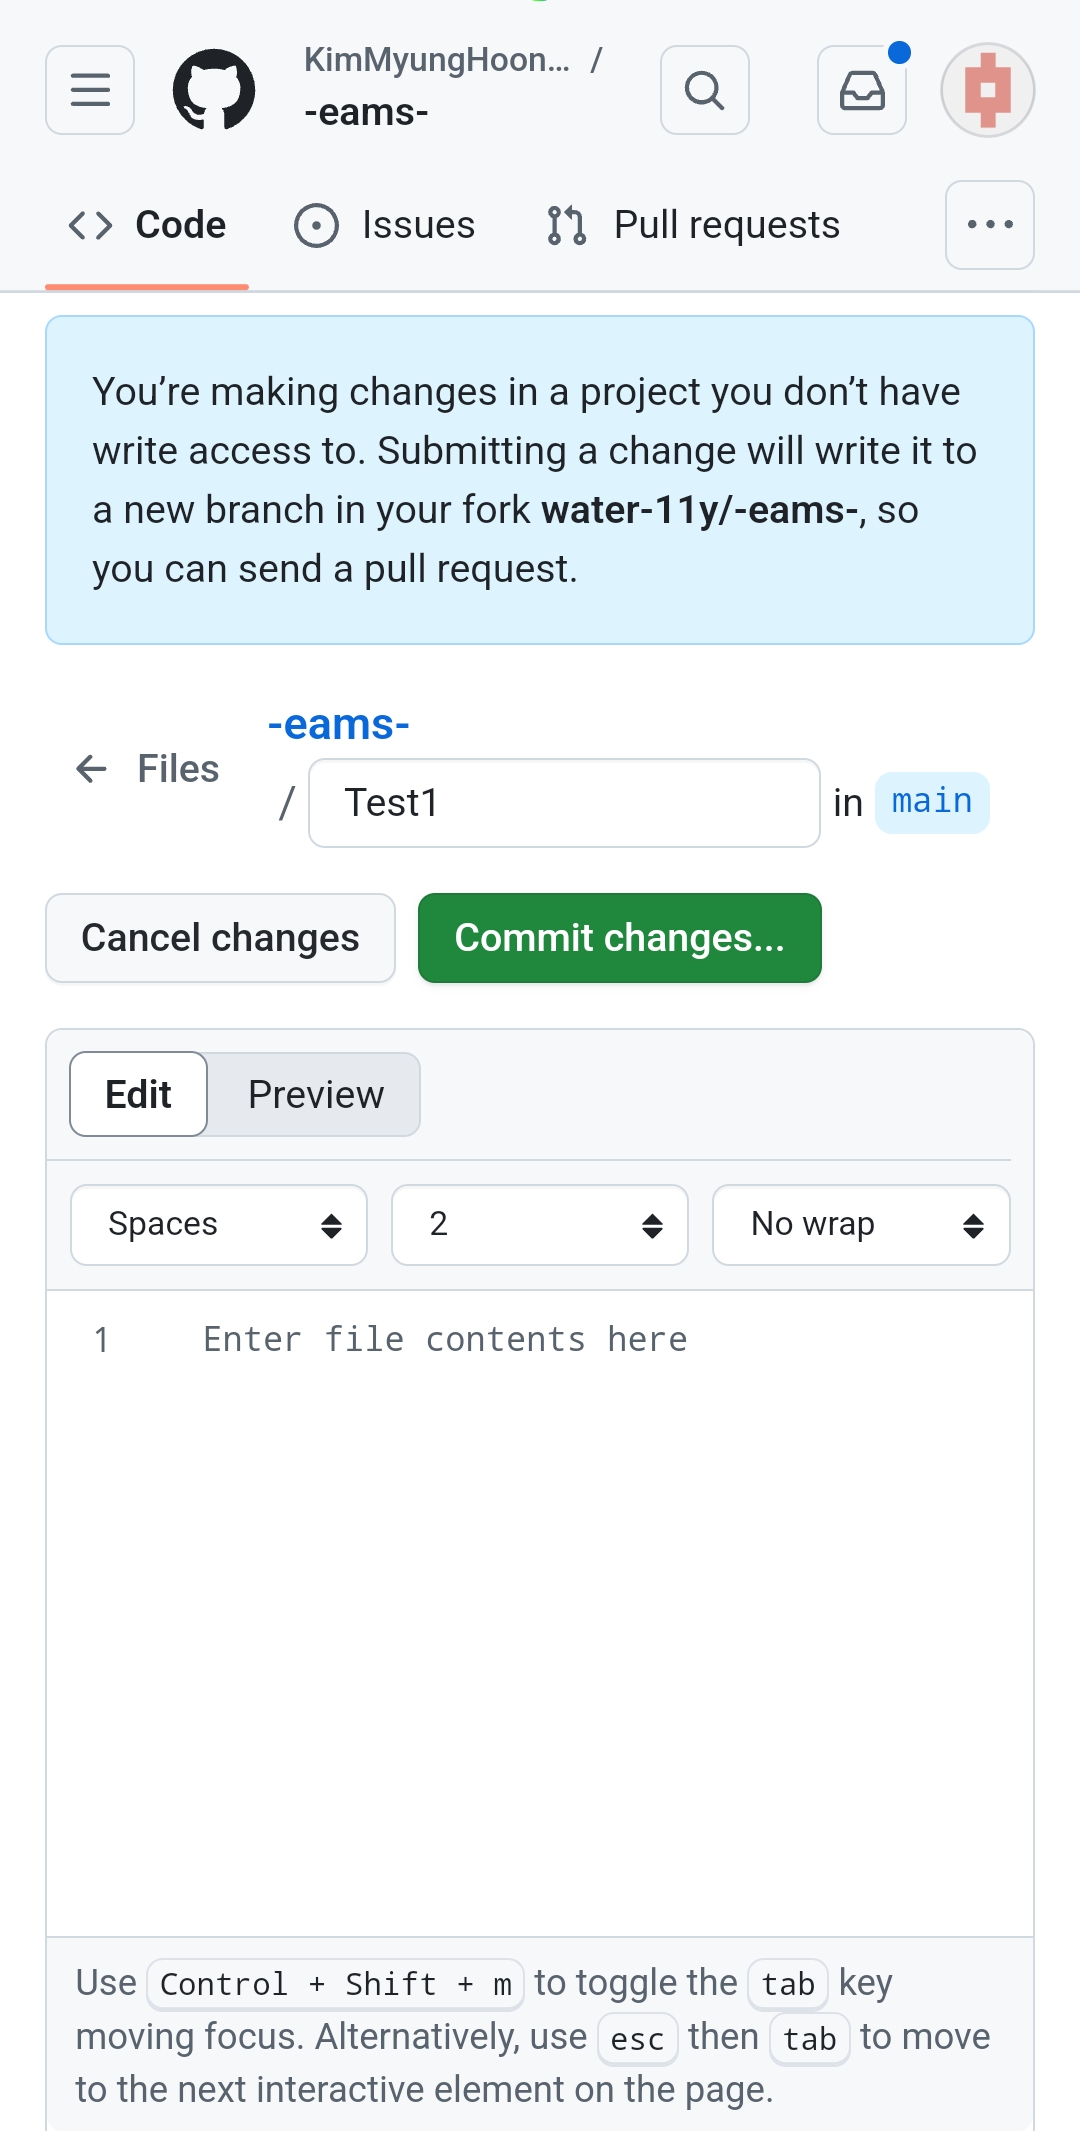 KimMyungHoon... /
-eams-
Code
Issues
Pull requests
You’re making changes in a project you don’t have
write access to. Submitting a change will write it to
a new branch in your fork water-11y/-eams-, so
you can send a pull request.
-eams-
Files
/ Test1 in main
Cancel changes
Commit changes...
Edit
Preview
Spaces
2
No wrap
1 Enter file contents here
Use Control + Shift + m to toggle the tab key
moving focus. Alternatively, use esc then tab to move
to the next interactive element on the page.